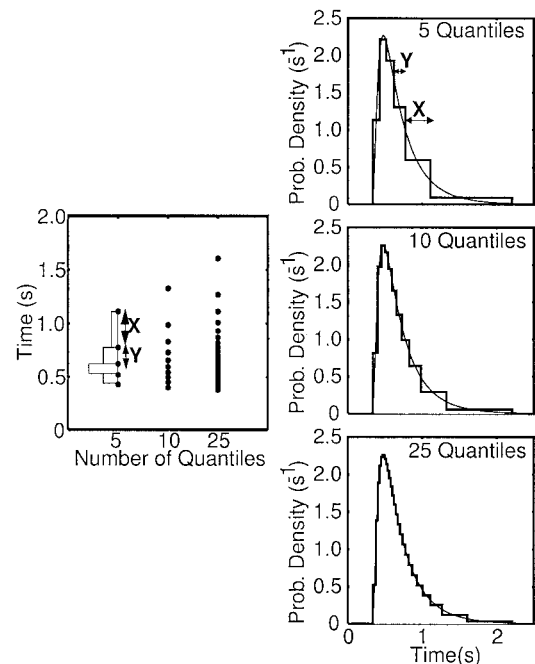 5 Quantiles
Prob. Density (s̄¹)
2.5
2.0
1.5
1.0
0.5
0
Y
X
10 Quantiles
Prob. Density (s̄¹)
2.5
2.0
1.5
1.0
0.5
0
25 Quantiles
Prob. Density (s̄¹)
2.5
2.0
1.5
1.0
0.5
0
0 1 2
Time(s)
Time (s)
2.0
1.5
1.0
0.5
0
X
Y
5 10 25
Number of Quantiles